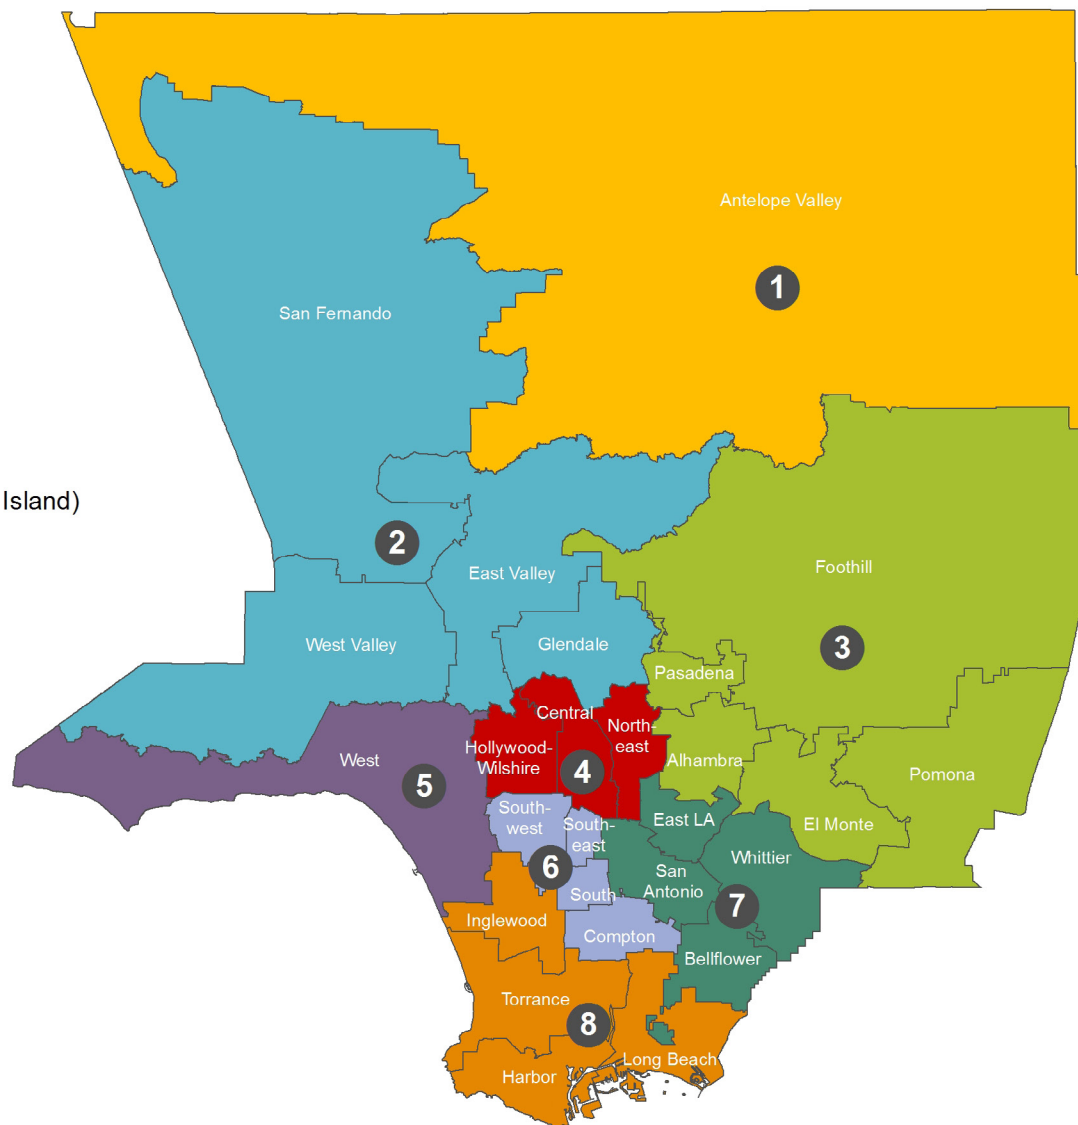 Antelope Valley
1
San Fernando
Island)
2
East Valley
Foothill
West Valley
Glendale
3
Pasadena
Central
North-
east
Hollywood-
Wilshire
West
5
4
Alhambra
Pomona
South-
west
South-
east
East LA
El Monte
Whittier
6
San
Antonio
South
7
Inglewood
Compton
Bellflower
Torrance
8
Long Beach
Harbor